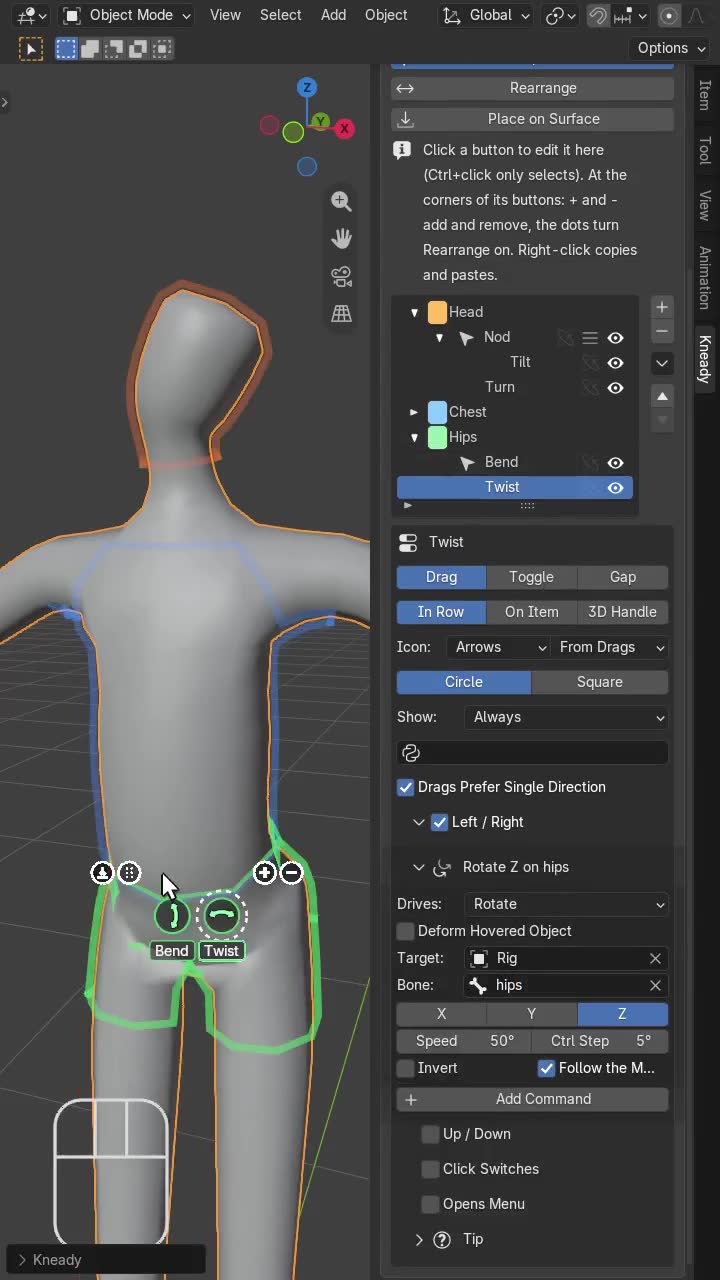 Object Mode
View
Select
Add
Object
Global
Options
Z
Y
X
Rearrange
Place on Surface
Click a button to edit it here
(Ctrl+click only selects). At the
corners of its buttons: + and -
add and remove, the dots turn
Rearrange on. Right-click copies
and pastes.
Item
Tool
View
Animation
Kneady
Head
Nod
Tilt
Turn
Chest
Hips
Bend
Twist
Twist
Drag
Toggle
Gap
In Row
On Item
3D Handle
Icon:
Arrows
From Drags
Circle
Square
Show:
Always
Drags Prefer Single Direction
Left / Right
Rotate Z on hips
Drives:
Rotate
Deform Hovered Object
Target:
Rig
Bone:
hips
X
Y
Z
Speed 50°
Ctrl Step 5°
Invert
Follow the M...
Add Command
Up / Down
Click Switches
Opens Menu
Tip
Bend
Twist
Kneady